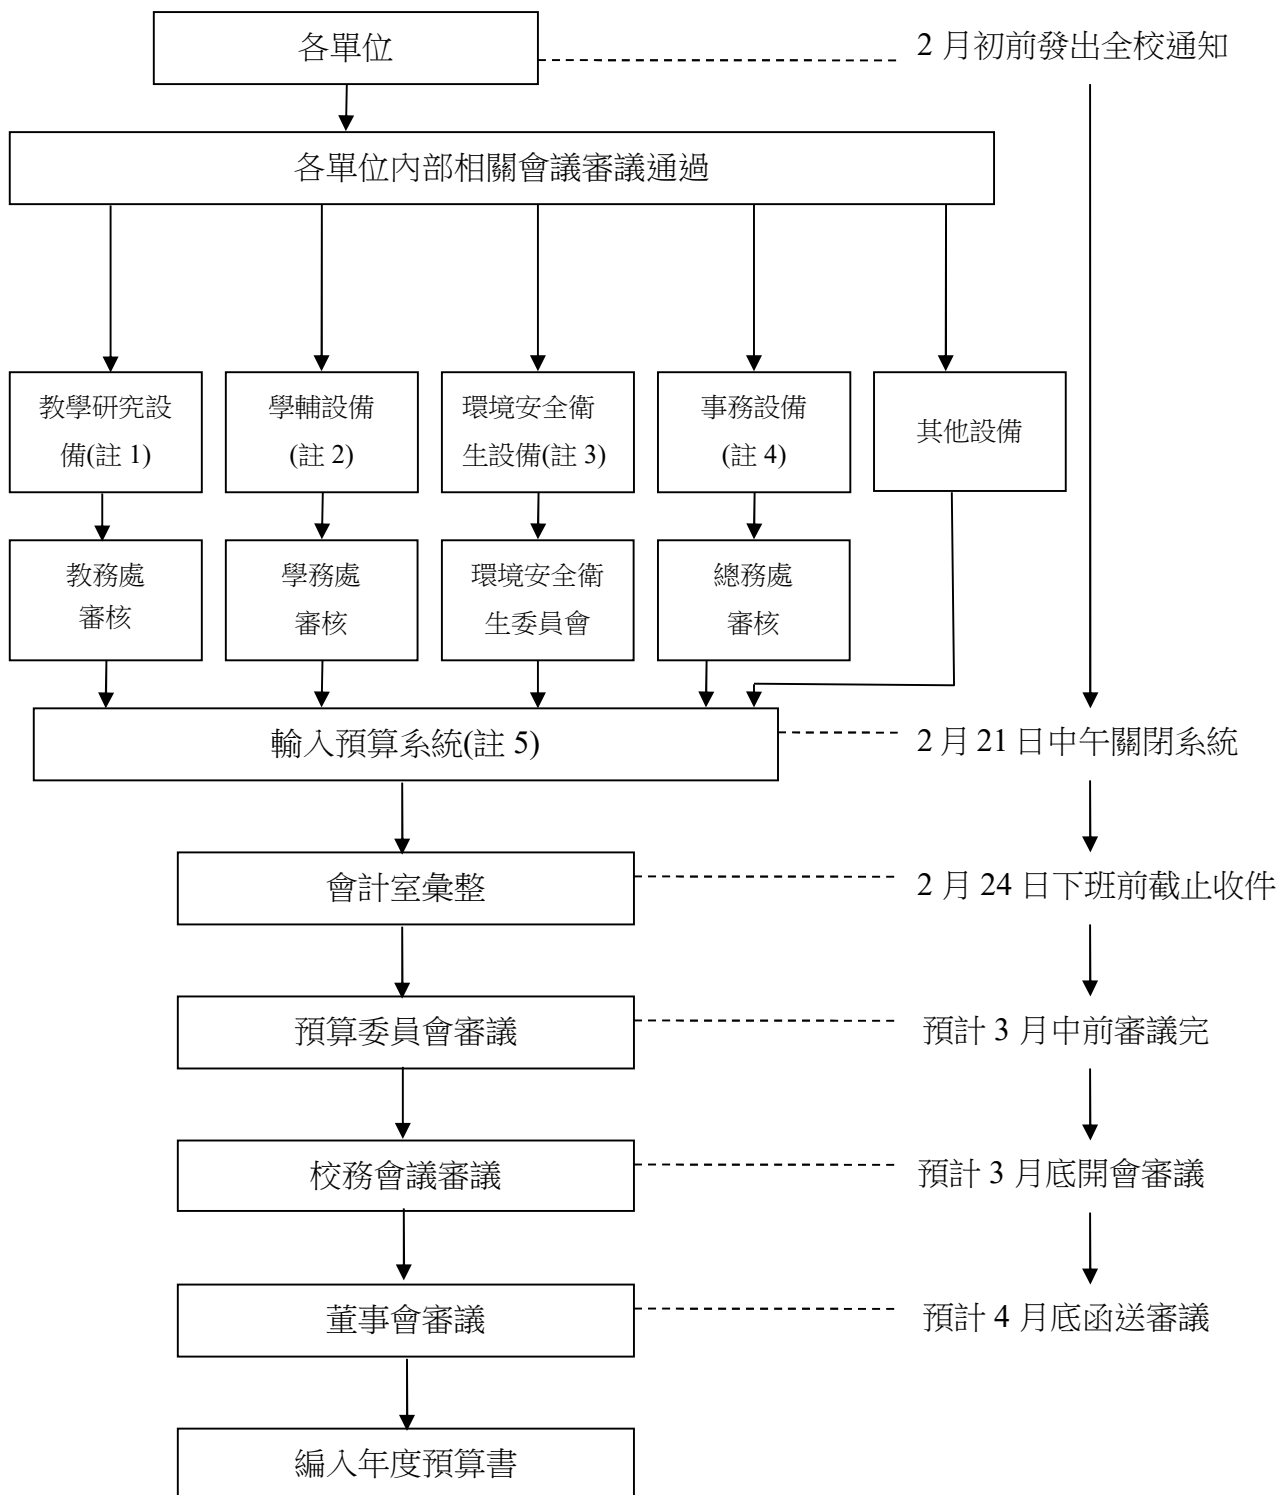 各單位
2 月初前發出全校通知
各單位內部相關會議審議通過
教學研究設
備(註 1)
學輔設備
(註 2)
環境安全衛
生設備(註 3)
事務設備
(註 4)
其他設備
教務處
審核
學務處
審核
環境安全衛
生委員會
總務處
審核
輸入預算系統(註 5)
2 月 21 日中午關閉系統
會計室彙整
2 月 24 日下班前截止收件
預算委員會審議
預計 3 月中前審議完
校務會議審議
預計 3 月底開會審議
董事會審議
預計 4 月底函送審議
編入年度預算書